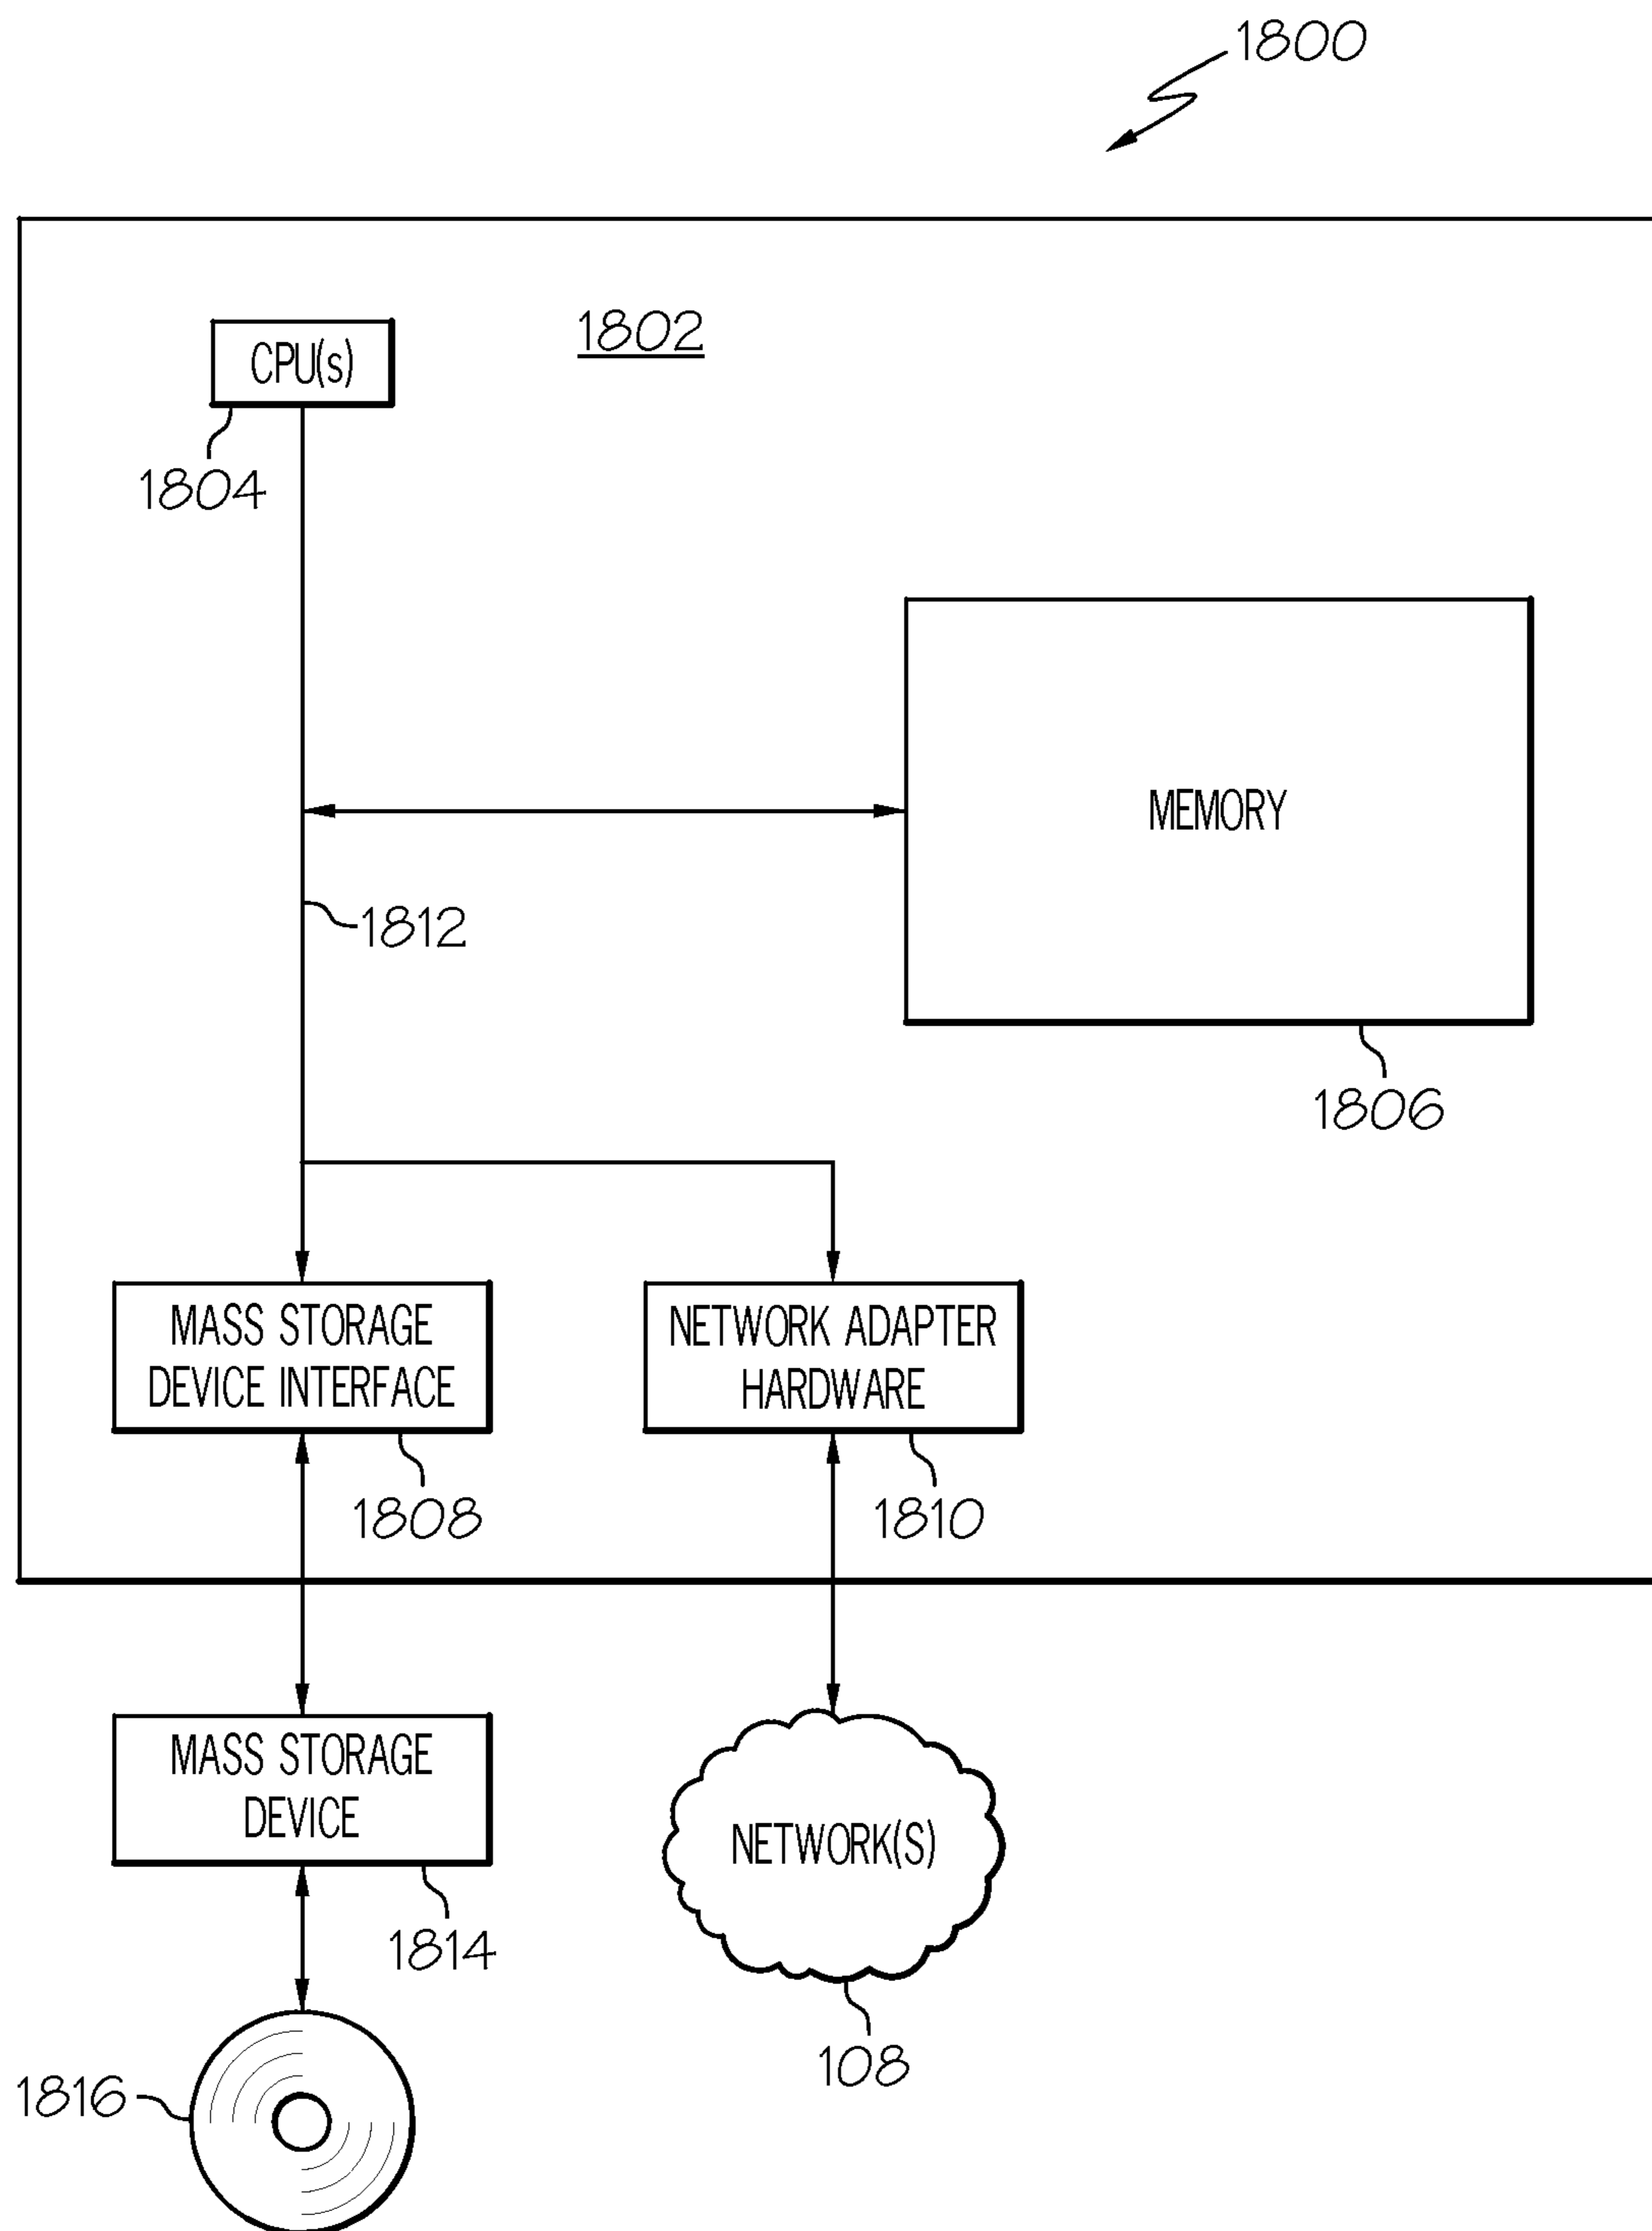 1800
1802
CPU(s)
1804
MEMORY
1812
1806
MASS STORAGE
DEVICE INTERFACE
NETWORK ADAPTER
HARDWARE
1808
1810
MASS STORAGE
DEVICE
NETWORK(S)
1814
108
1816